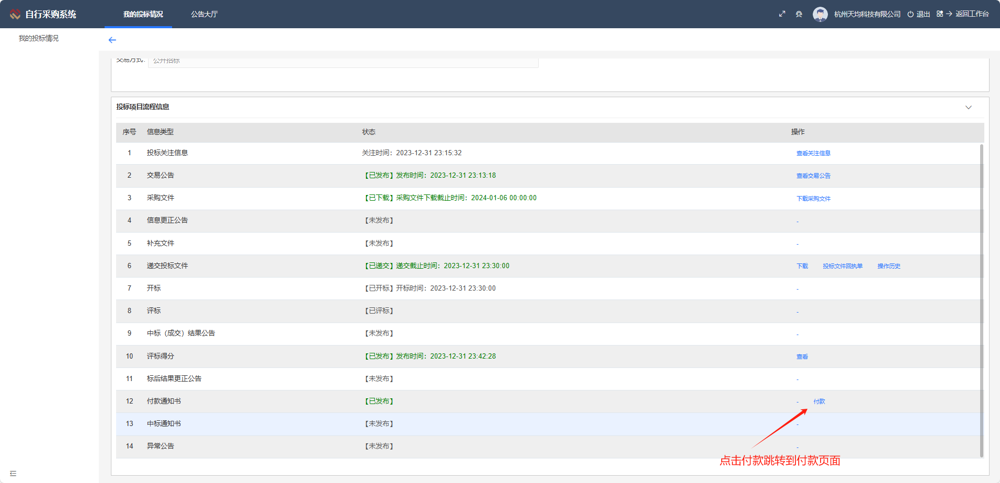 自行采购系统
我的投标情况
公告大厅
杭州天均科技有限公司
退出
返回工作台
我的投标情况
交易方式: 公开招标
投标项目流程信息
序号 信息类型 状态 操作
1 投标关注信息 关注时间：2023-12-31 23:15:32 查看关注信息
2 交易公告 【已发布】发布时间：2023-12-31 23:13:18 查看交易公告
3 采购文件 【已下载】采购文件下载截止时间：2024-01-06 00:00:00 下载采购文件
4 信息更正公告 【未发布】 -
5 补充文件 【未发布】 -
6 递交投标文件 【已递交】递交截止时间：2023-12-31 23:30:00 下载 投标文件回执单 操作历史
7 开标 【已开标】开标时间：2023-12-31 23:30:00 -
8 评标 【已评标】 -
9 中标（成交）结果公告 【未发布】 -
10 评标得分 【已发布】发布时间：2023-12-31 23:42:28 查看
11 标后结果更正公告 【未发布】 -
12 付款通知书 【已发布】 - 付款
13 中标通知书 【未发布】 -
14 异常公告 【未发布】 -
点击付款跳转到付款页面